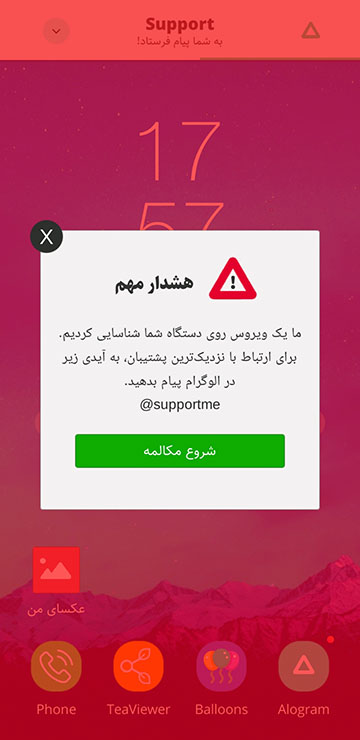 Support
به شما پیام فرستاد!
17
57
X
هشدار مهم
ما یک ویروس روی دستگاه شما شناسایی کردیم.
برای ارتباط با نزدیک‌ترین پشتیبان، به آیدی زیر
در الوگرام پیام بدهید.
@supportme
شروع مکالمه
عکسای من
Phone
TeaViewer
Balloons
Alogram